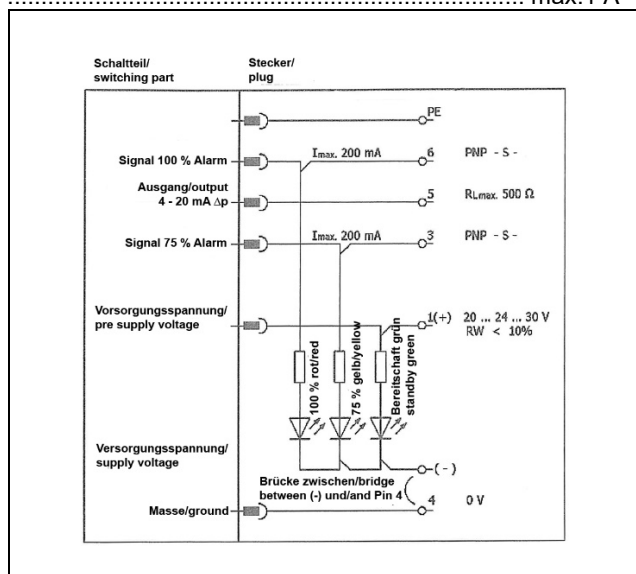 max. 1 A
Schaltteil/
switching part
Stecker/
plug
PE
Signal 100 % Alarm
Imax. 200 mA
6
PNP - S -
Ausgang/output
4 - 20 mA Δp
5
RLmax. 500 Ω
Signal 75 % Alarm
Imax. 200 mA
3
PNP - S -
Vorsorgungsspannung/
pre supply voltage
1(+)
20 ... 24 ... 30 V
RW < 10%
100 % rot/red
75 % gelb/yellow
Bereitschaft grün
standby green
Versorgungsspannung/
supply voltage
(-)
Brücke zwischen/bridge
between (-) und/and Pin 4
Masse/ground
4
0 V